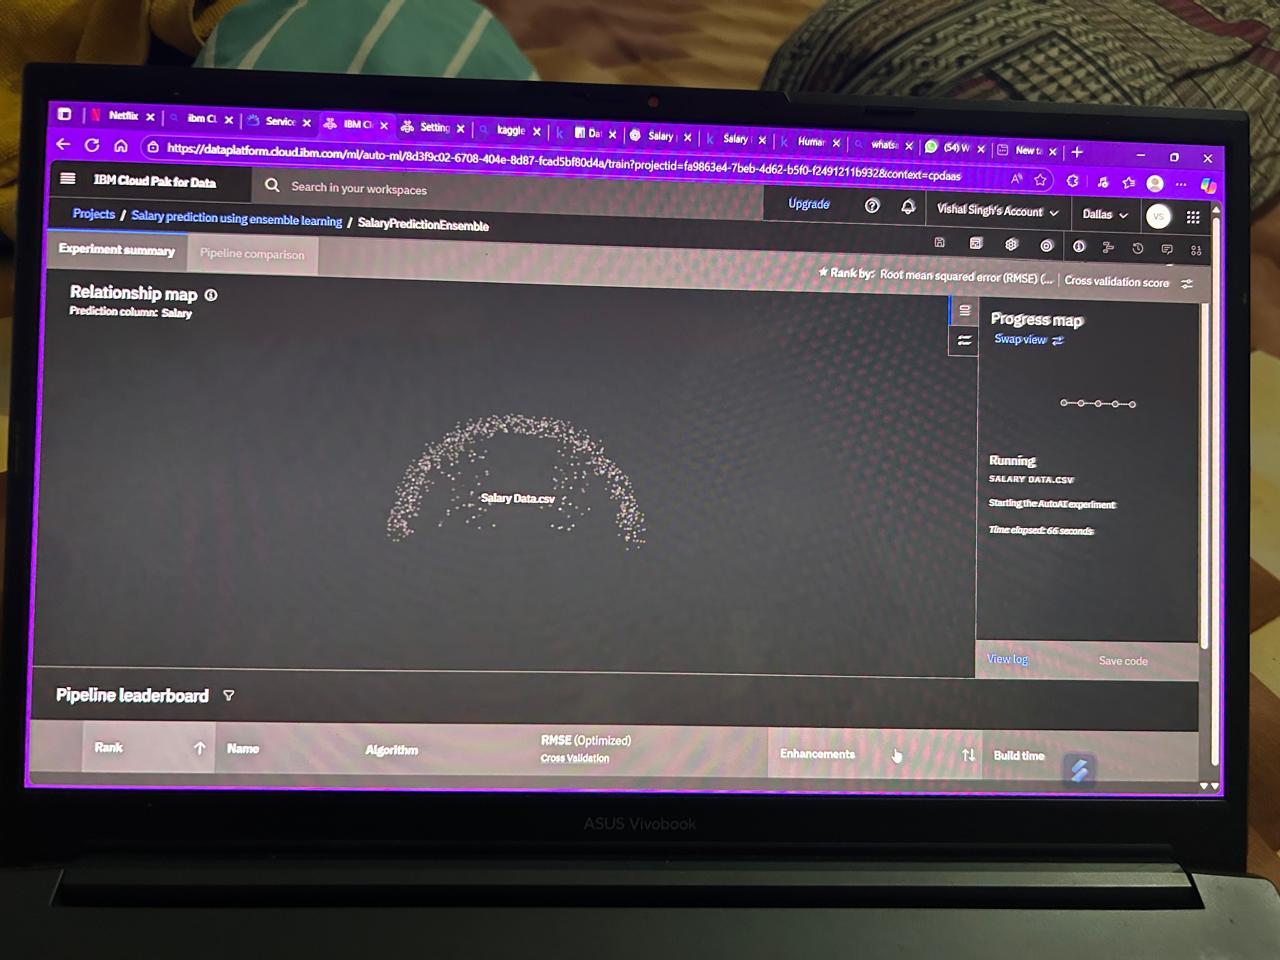 Netflix
ibm Cl
Service
IBM Cl
Setting
kaggle
Da
Salary
Salary
Humar
whats
(54) W
New ta
https://dataplatform.cloud.ibm.com/ml/auto-ml/8d3f9c02-6708-404e-8d87-fcad5bf80d4a/train?projectid=fa9863e4-7beb-4d62-b5f0-f2491211b932&context=cpdaas
IBM Cloud Pak for Data
Search in your workspaces
Upgrade
Vishal Singh's Account
Dallas
VS
Projects / Salary prediction using ensemble learning / SalaryPredictionEnsemble
Experiment summary
Pipeline comparison
Rank by: Root mean squared error (RMSE) (... | Cross validation score
Relationship map
Prediction column: Salary
Salary Data.csv
Progress map
Swap view
Running
SALARY DATA.CSV
Starting the AutoAI experiment
Time elapsed: 66 seconds
View log
Save code
Pipeline leaderboard
Rank
Name
Algorithm
RMSE (Optimized)
Cross Validation
Enhancements
Build time
ASUS Vivobook